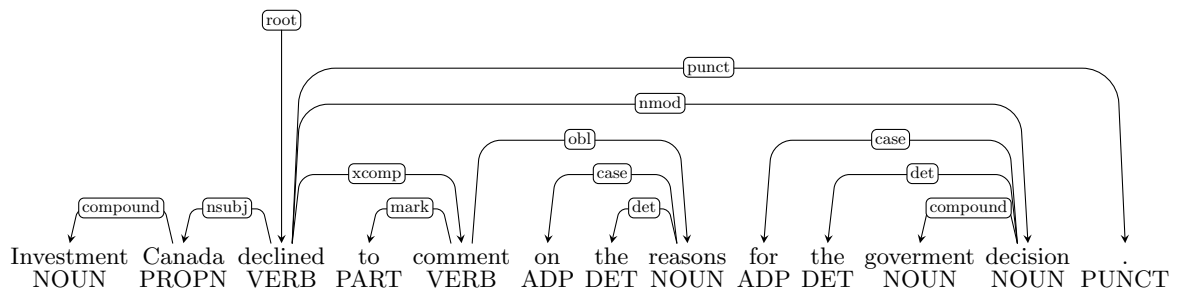 root
punct
nmod
obl case
xcomp case det
compound nsubj mark det compound
Investment Canada declined to comment on the reasons for the goverment decision .
NOUN PROPN VERB PART VERB ADP DET NOUN ADP DET NOUN NOUN PUNCT